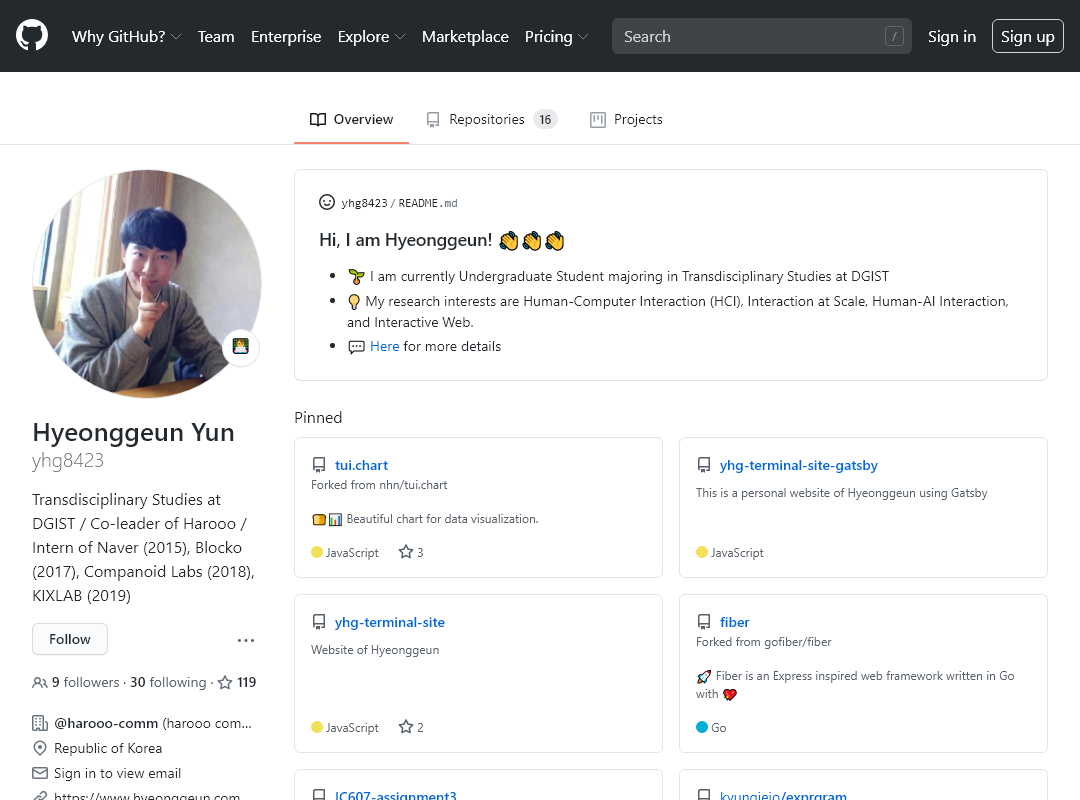 Why GitHub? Team Enterprise Explore Marketplace Pricing Search / Sign in Sign up
Overview Repositories 16 Projects
yhg8423 / README.md
Hi, I am Hyeonggeun! 👏👏👏
🌱 I am currently Undergraduate Student majoring in Transdisciplinary Studies at DGIST
💡 My research interests are Human-Computer Interaction (HCI), Interaction at Scale, Human-AI Interaction,
and Interactive Web.
💬 Here for more details
Hyeonggeun Yun
yhg8423
Transdisciplinary Studies at
DGIST / Co-leader of Harooo /
Intern of Naver (2015), Blocko
(2017), Companoid Labs (2018),
KIXLAB (2019)
Follow
9 followers · 30 following · 119
@harooo-comm (harooo com...
Republic of Korea
Sign in to view email
https://www.hyeonggeun.com
Pinned
tui.chart
Forked from nhn/tui.chart
🍞📊 Beautiful chart for data visualization.
JavaScript 3
yhg-terminal-site-gatsby
This is a personal website of Hyeonggeun using Gatsby
JavaScript
yhg-terminal-site
Website of Hyeonggeun
JavaScript 2
fiber
Forked from gofiber/fiber
🚀 Fiber is an Express inspired web framework written in Go
with 💖
Go
IC607-assignment3
kyungjejo/exprgram